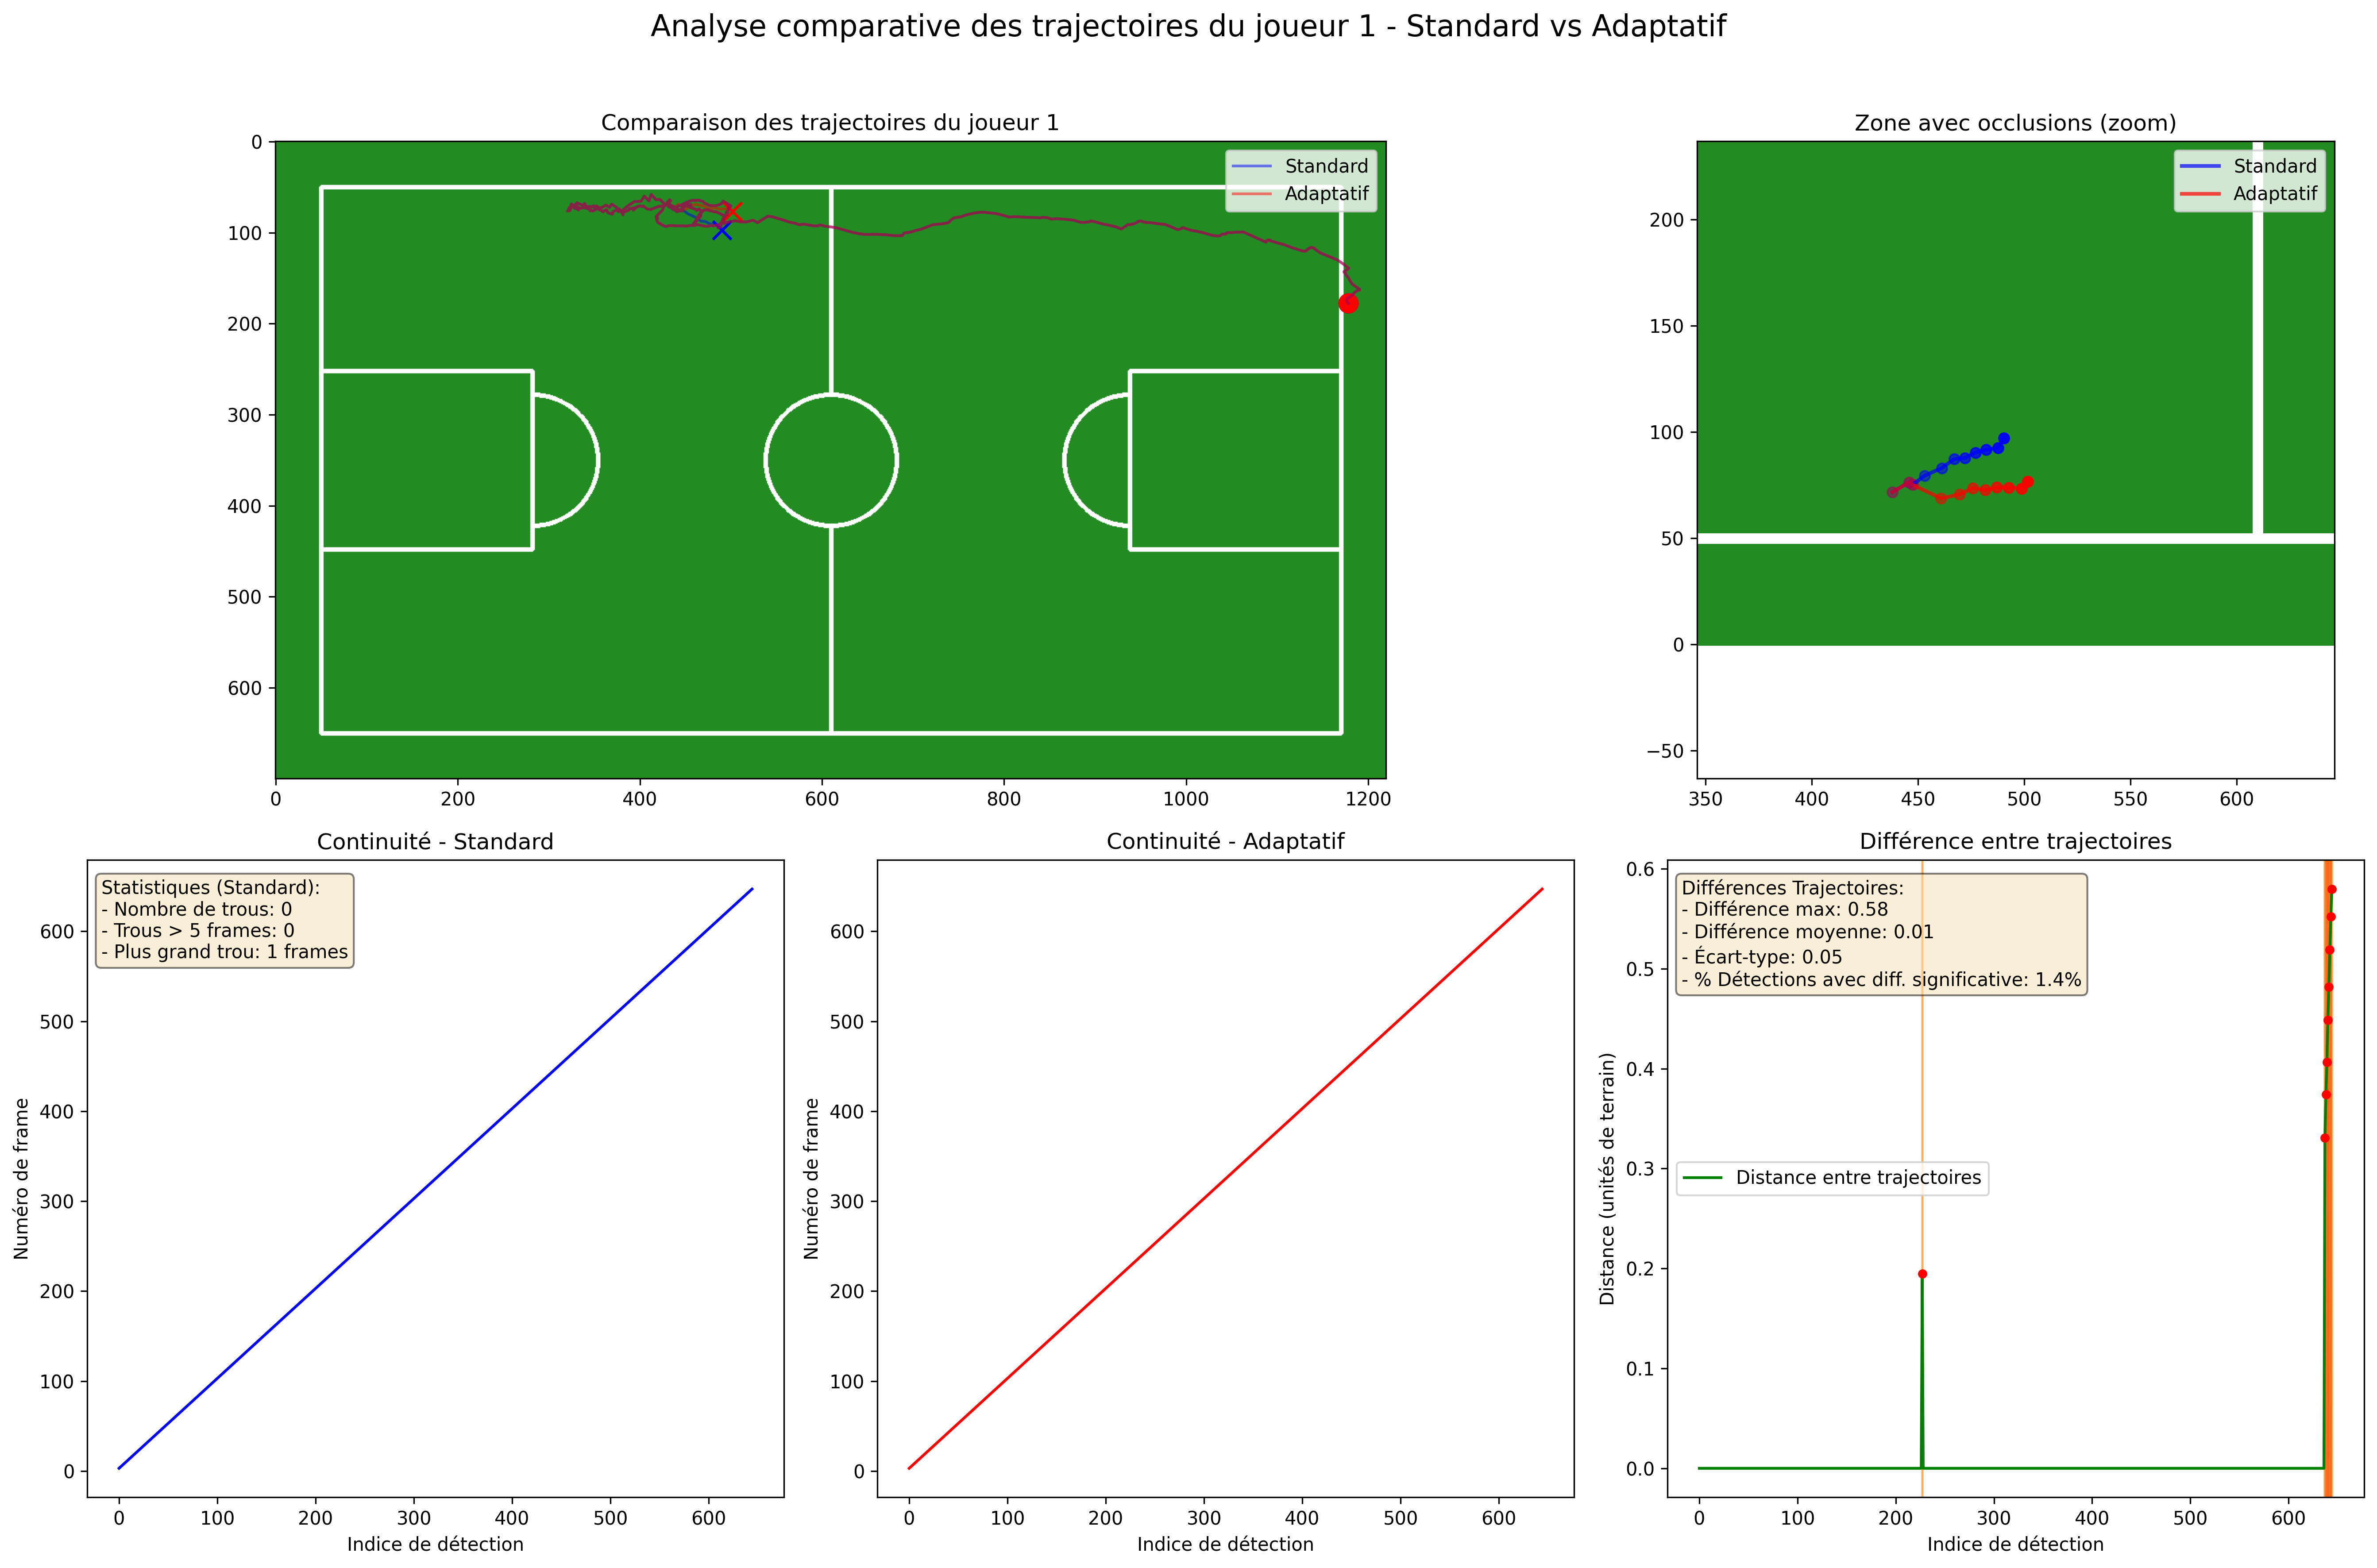 Analyse comparative des trajectoires du joueur 1 - Standard vs Adaptatif
Comparaison des trajectoires du joueur 1
Standard
Adaptatif
0
100
200
300
400
500
600
0
200
400
600
800
1000
1200
Zone avec occlusions (zoom)
Standard
Adaptatif
200
150
100
50
0
−50
350
400
450
500
550
600
Continuité - Standard
Statistiques (Standard):
- Nombre de trous: 0
- Trous > 5 frames: 0
- Plus grand trou: 1 frames
Numéro de frame
600
500
400
300
200
100
0
0
100
200
300
400
500
600
Indice de détection
Continuité - Adaptatif
Numéro de frame
600
500
400
300
200
100
0
0
100
200
300
400
500
600
Indice de détection
Différence entre trajectoires
Différences Trajectoires:
- Différence max: 0.58
- Différence moyenne: 0.01
- Écart-type: 0.05
- % Détections avec diff. significative: 1.4%
Distance entre trajectoires
Distance (unités de terrain)
0.6
0.5
0.4
0.3
0.2
0.1
0.0
0
100
200
300
400
500
600
Indice de détection